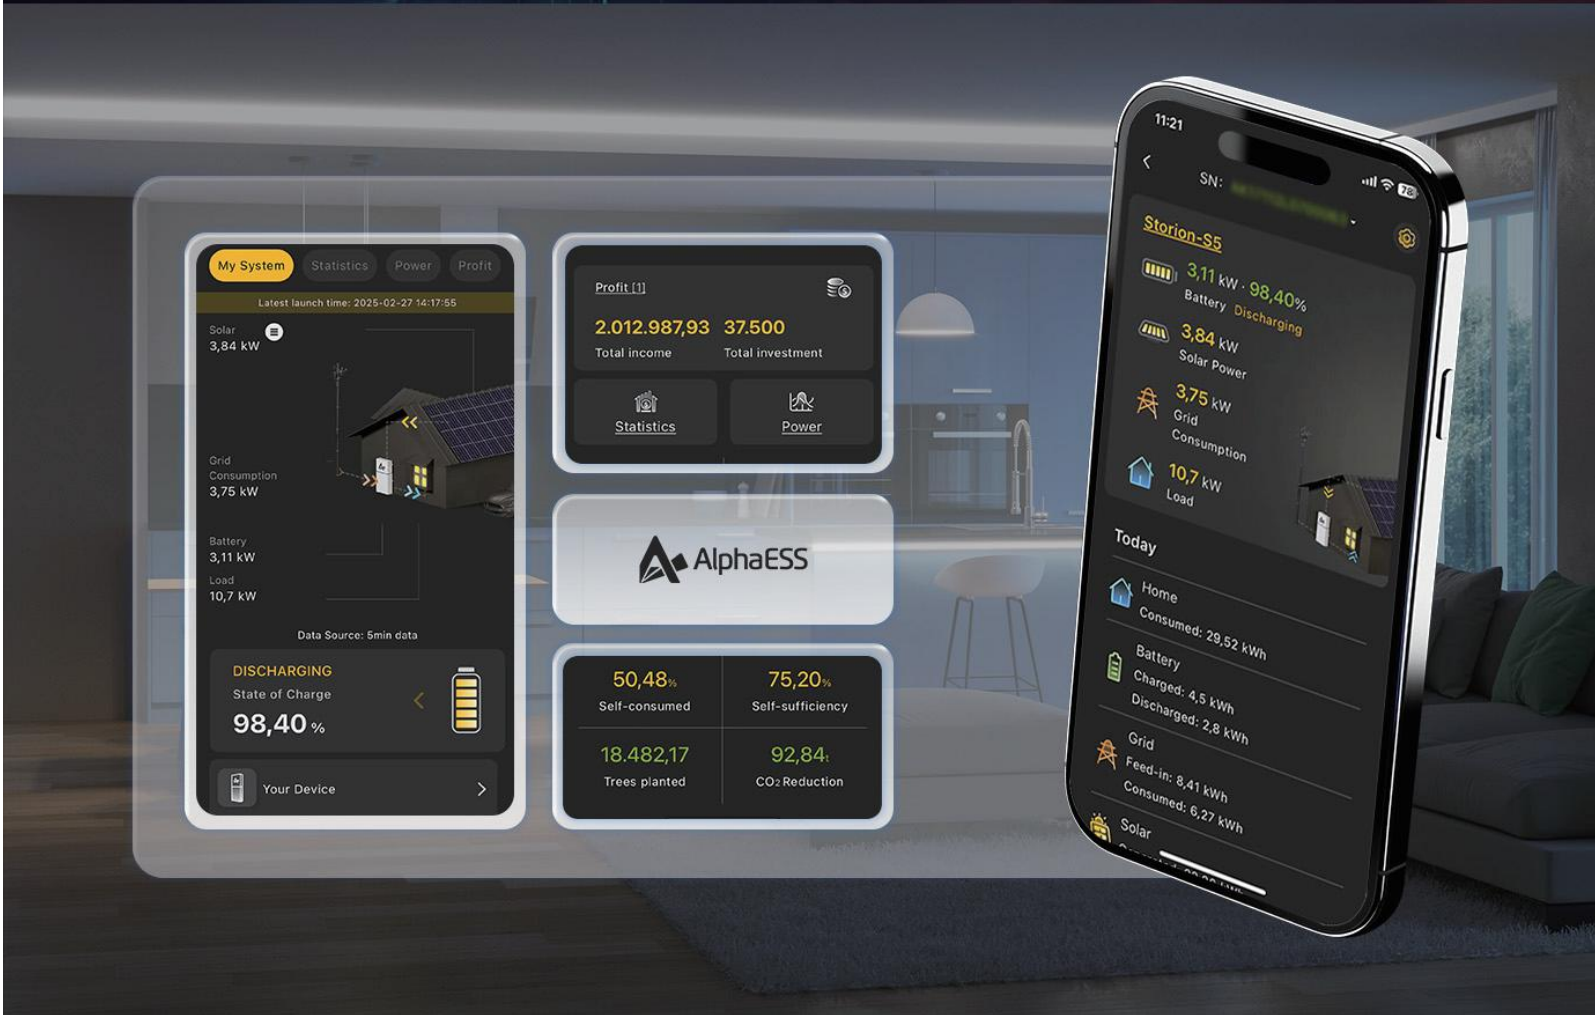 My System
Statistics
Power
Profit
Latest launch time: 2025-02-27 14:17:55
Solar
3,84 kW
Grid
Consumption
3,75 kW
Battery
3,11 kW
Load
10,7 kW
Data Source: 5min data
DISCHARGING
State of Charge
98,40 %
Your Device
Profit [1]
2.012.987,93 37.500
Total income Total investment
Statistics
Power
AlphaESS
50,48% 75,20%
Self-consumed Self-sufficiency
18.482,17 92,84t
Trees planted CO2 Reduction
11:21
78
SN:
Storion-S5
3,11 kW · 98,40%
Battery Discharging
3,84 kW
Solar Power
3,75 kW
Grid
Consumption
10,7 kW
Load
Today
Home
Consumed: 29,52 kWh
Battery
Charged: 4,5 kWh
Discharged: 2,8 kWh
Grid
Feed-in: 8,41 kWh
Consumed: 6,27 kWh
Solar